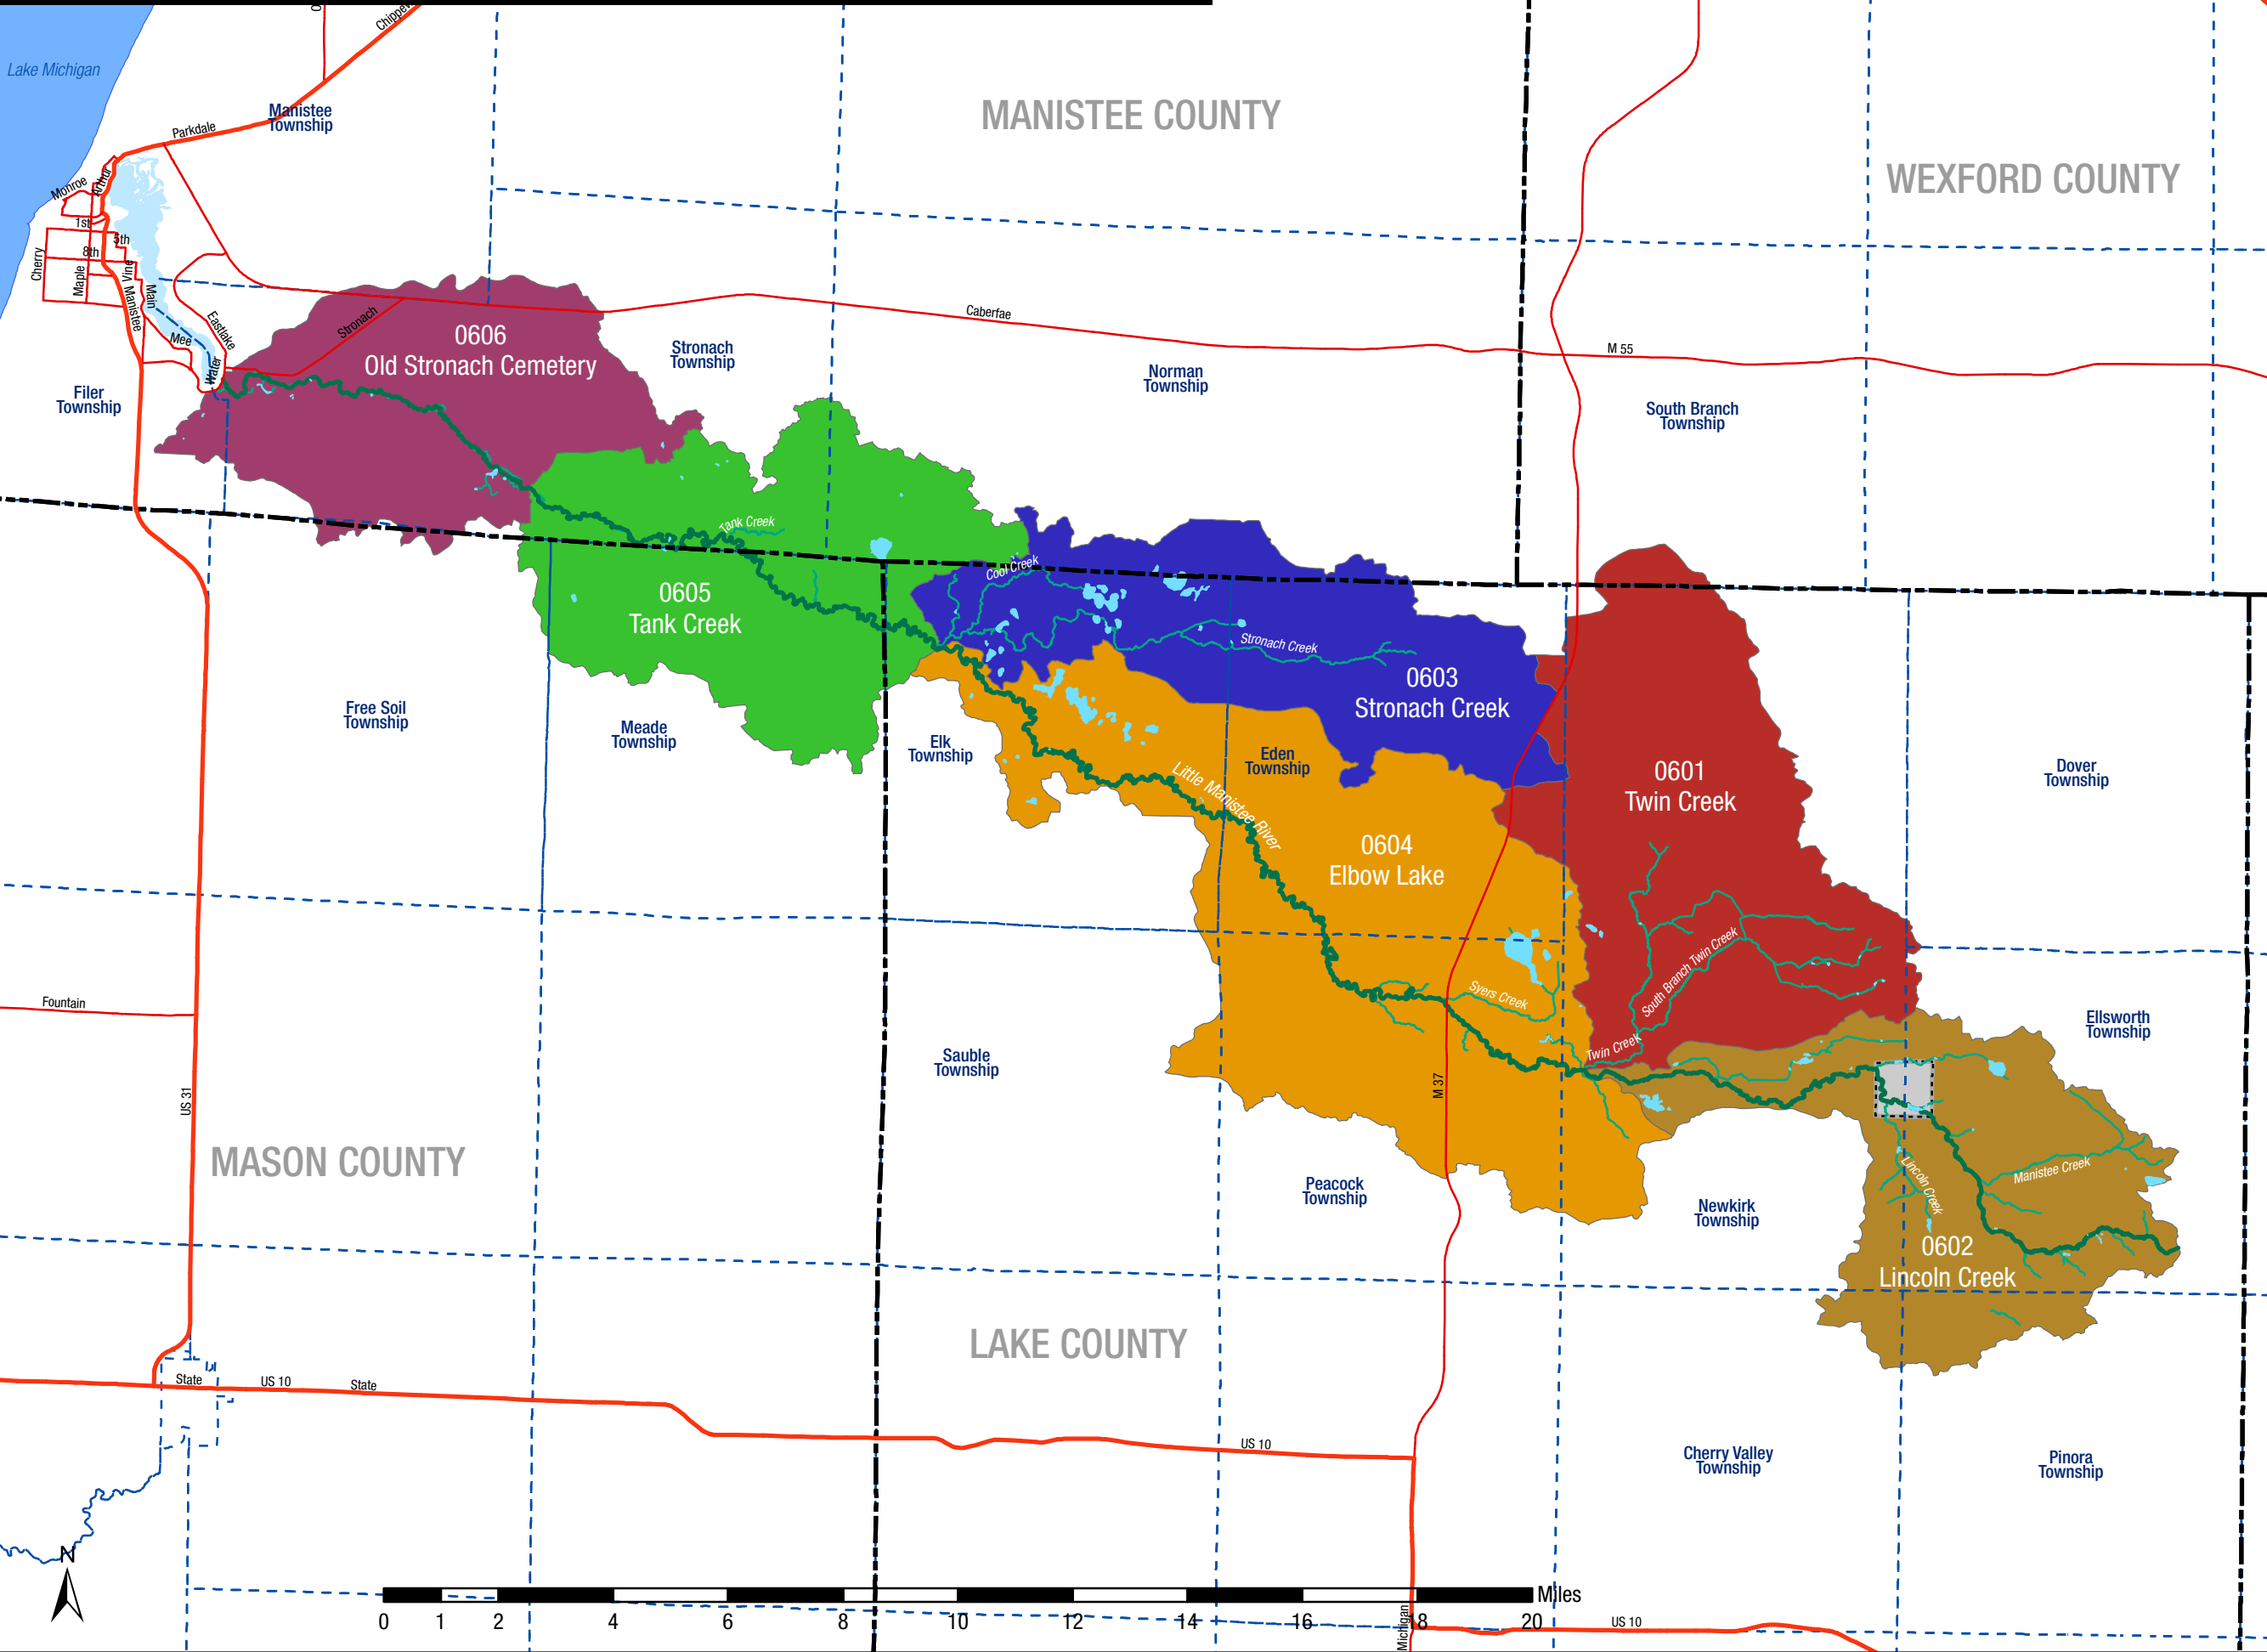 Chippew
Lake Michigan
Manistee
Township
MANISTEE COUNTY
Parkdale
WEXFORD COUNTY
Monroe
Arthur
1st
5th
8th
Cherry
Maple
Vine
Manistee
Main
Mee
Eastlake
Water
Stronach
0606
Old Stronach Cemetery
Caberfae
M 55
Stronach
Township
Norman
Township
Filer
Township
South Branch
Township
Tank Creek
Cool Creek
0605
Tank Creek
Stronach Creek
0603
Stronach Creek
Free Soil
Township
Meade
Township
Elk
Township
Eden
Township
Little Manistee River
0601
Twin Creek
Dover
Township
0604
Elbow Lake
South Branch Twin Creek
Syers Creek
Fountain
Twin Creek
Ellsworth
Township
Sauble
Township
US 31
M 37
MASON COUNTY
Peacock
Township
Newkirk
Township
Lincoln Creek
Manistee Creek
0602
Lincoln Creek
LAKE COUNTY
State
US 10
State
US 10
Cherry Valley
Township
Pinora
Township
N
Miles
0 1 2 4 6 8 10 12 14 16 18 20
Michigan
US 10